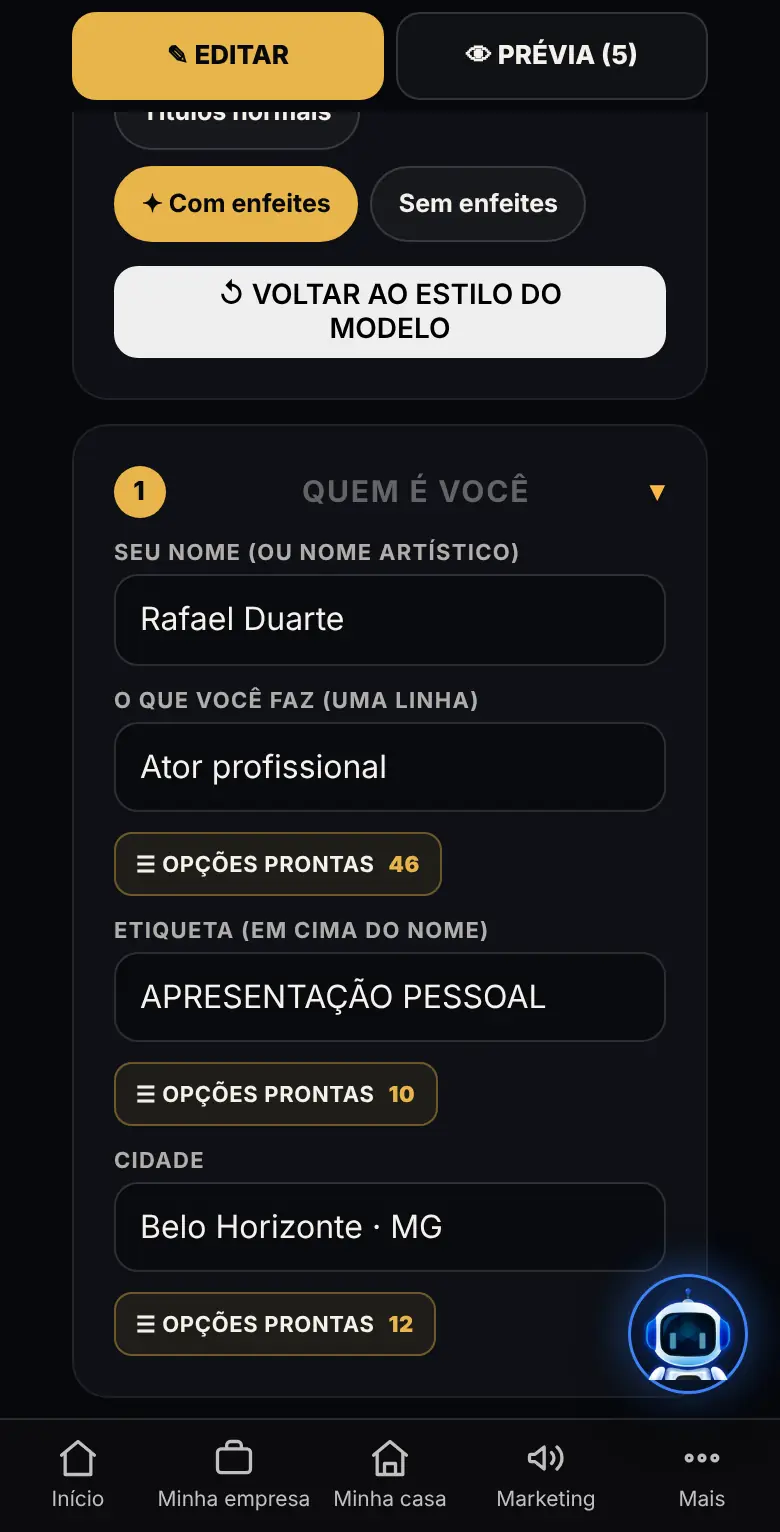 ✎ EDITAR
👁 PRÉVIA (5)
Títulos normais
✦ Com enfeites
Sem enfeites
↺ VOLTAR AO ESTILO DO
MODELO
1
QUEM É VOCÊ
▼
SEU NOME (OU NOME ARTÍSTICO)
Rafael Duarte
O QUE VOCÊ FAZ (UMA LINHA)
Ator profissional
☰ OPÇÕES PRONTAS 46
ETIQUETA (EM CIMA DO NOME)
APRESENTAÇÃO PESSOAL
☰ OPÇÕES PRONTAS 10
CIDADE
Belo Horizonte · MG
☰ OPÇÕES PRONTAS 12
Início
Minha empresa
Minha casa
Marketing
Mais